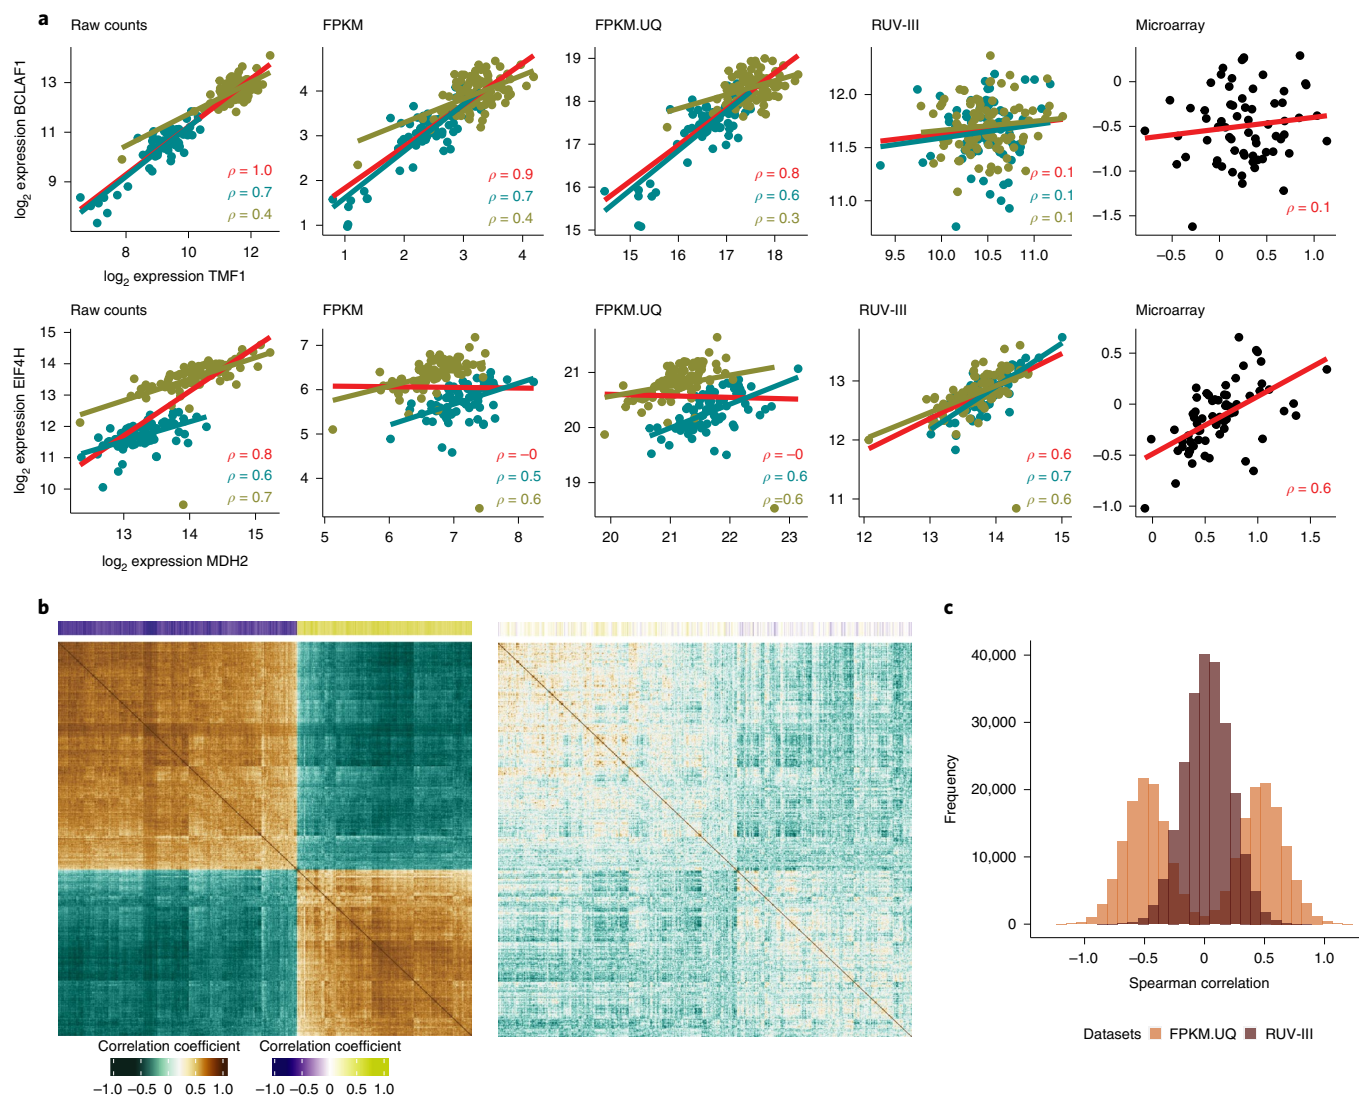 a
Raw counts
FPKM
FPKM.UQ
RUV-III
Microarray
log2 expression BCLAF1
13
11
9
8 10 12
log2 expression TMF1
ρ = 1.0
ρ = 0.7
ρ = 0.4
4
3
2
1
1 2 3 4
ρ = 0.9
ρ = 0.7
ρ = 0.4
19
18
17
16
15
15 16 17 18
ρ = 0.8
ρ = 0.6
ρ = 0.3
12.0
11.5
11.0
9.5 10.0 10.5 11.0
ρ = 0.1
ρ = 0.1
ρ = 0.1
0
−0.5
−1.0
−1.5
−0.5 0 0.5 1.0
ρ = 0.1
Raw counts
FPKM
FPKM.UQ
RUV-III
Microarray
log2 expression EIF4H
15
14
13
12
11
10
13 14 15
log2 expression MDH2
ρ = 0.8
ρ = 0.6
ρ = 0.7
7
6
5
4
5 6 7 8
ρ = −0
ρ = 0.5
ρ = 0.6
21
20
19
20 21 22 23
ρ = −0
ρ = 0.6
ρ =0.6
13
12
11
12 13 14 15
ρ = 0.6
ρ = 0.7
ρ = 0.6
0.5
0
−0.5
−1.0
0 0.5 1.0 1.5
ρ = 0.6
b
Correlation coefficient
−1.0 −0.5 0 0.5 1.0
Correlation coefficient
−1.0 −0.5 0 0.5 1.0
c
Frequency
40,000
30,000
20,000
10,000
0
−1.0 −0.5 0 0.5 1.0
Spearman correlation
Datasets FPKM.UQ RUV-III